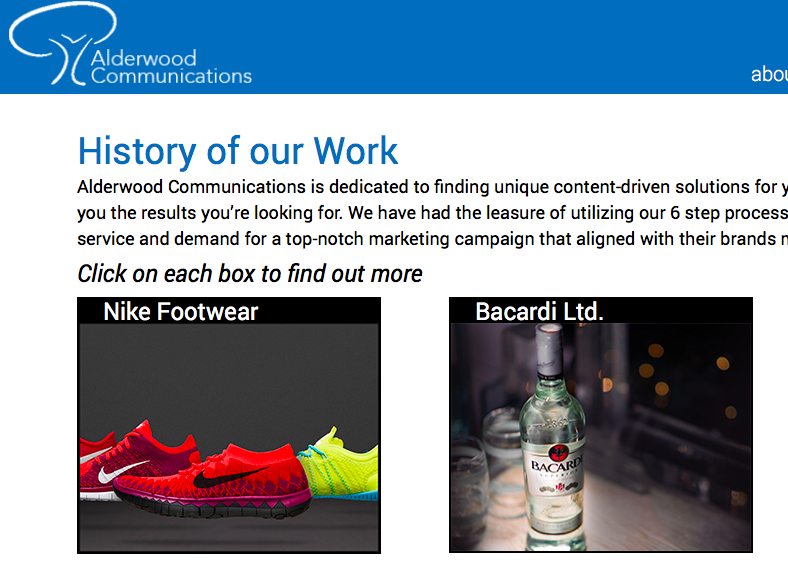 Alderwood
Communications
abou
History of our Work
Alderwood Communications is dedicated to finding unique content-driven solutions for y
you the results you're looking for. We have had the leasure of utilizing our 6 step process
service and demand for a top-notch marketing campaign that aligned with their brands m
Click on each box to find out more
Nike Footwear
Bacardi Ltd.
BACARDI
SUPERIOR